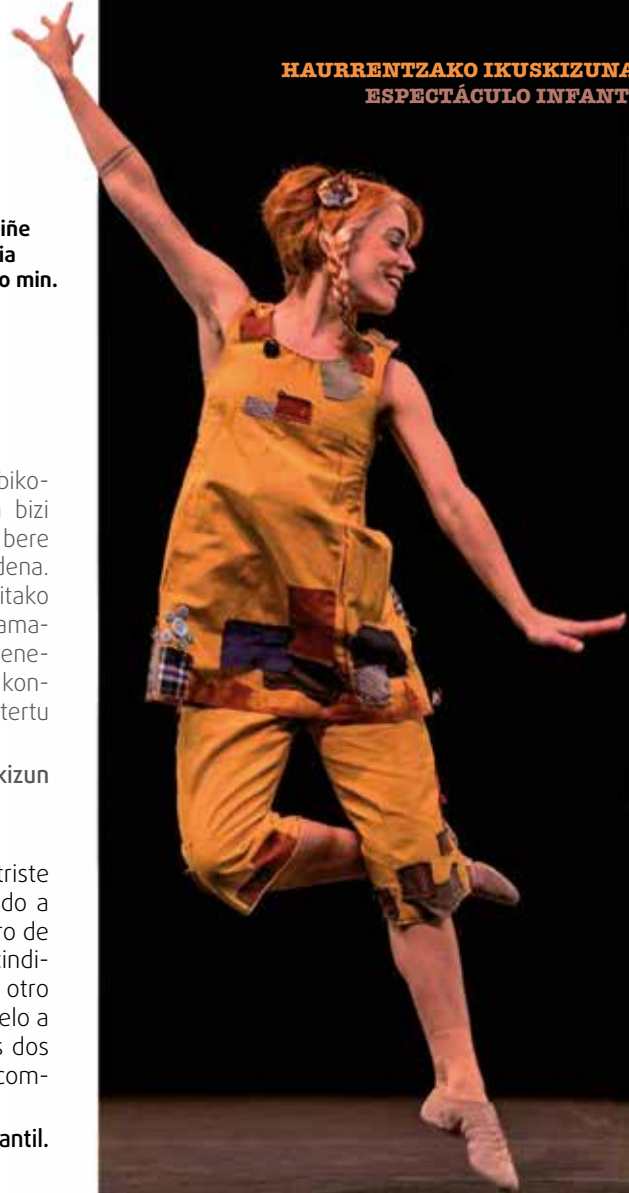 HAURRENTZAKO IKUSKIZUNA
ESPECTÁCULO INFANT
iñe
ia
o min.
biko-
bizi
bere
dena.
itako
ama-
ene-
kon-
tertu
kizun
triste
do a
ro de
indi-
otro
elo a
s dos
com-
antil.